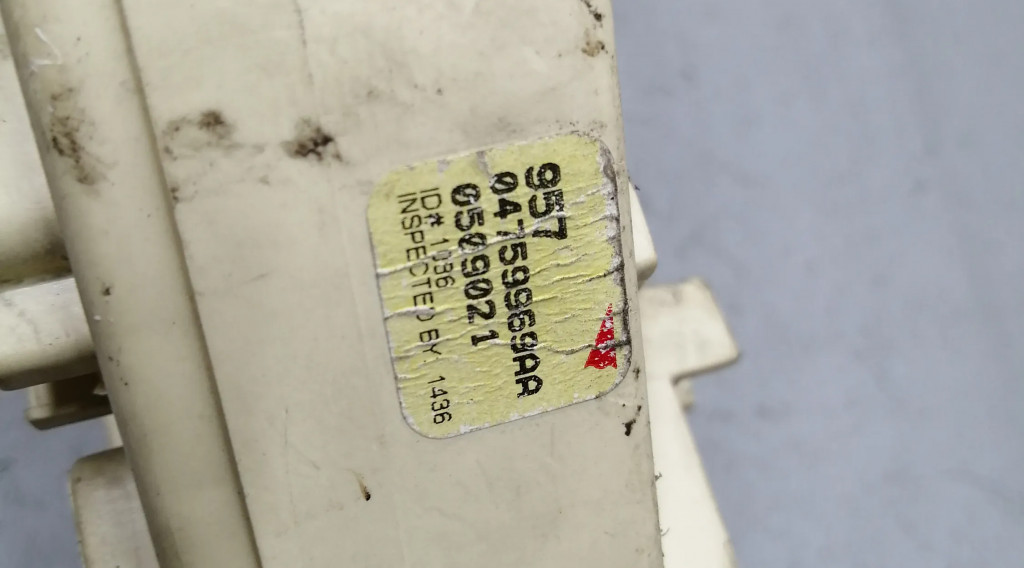 957
04759969AA
0509021
ID# 1036
INSPECTED BY 1436